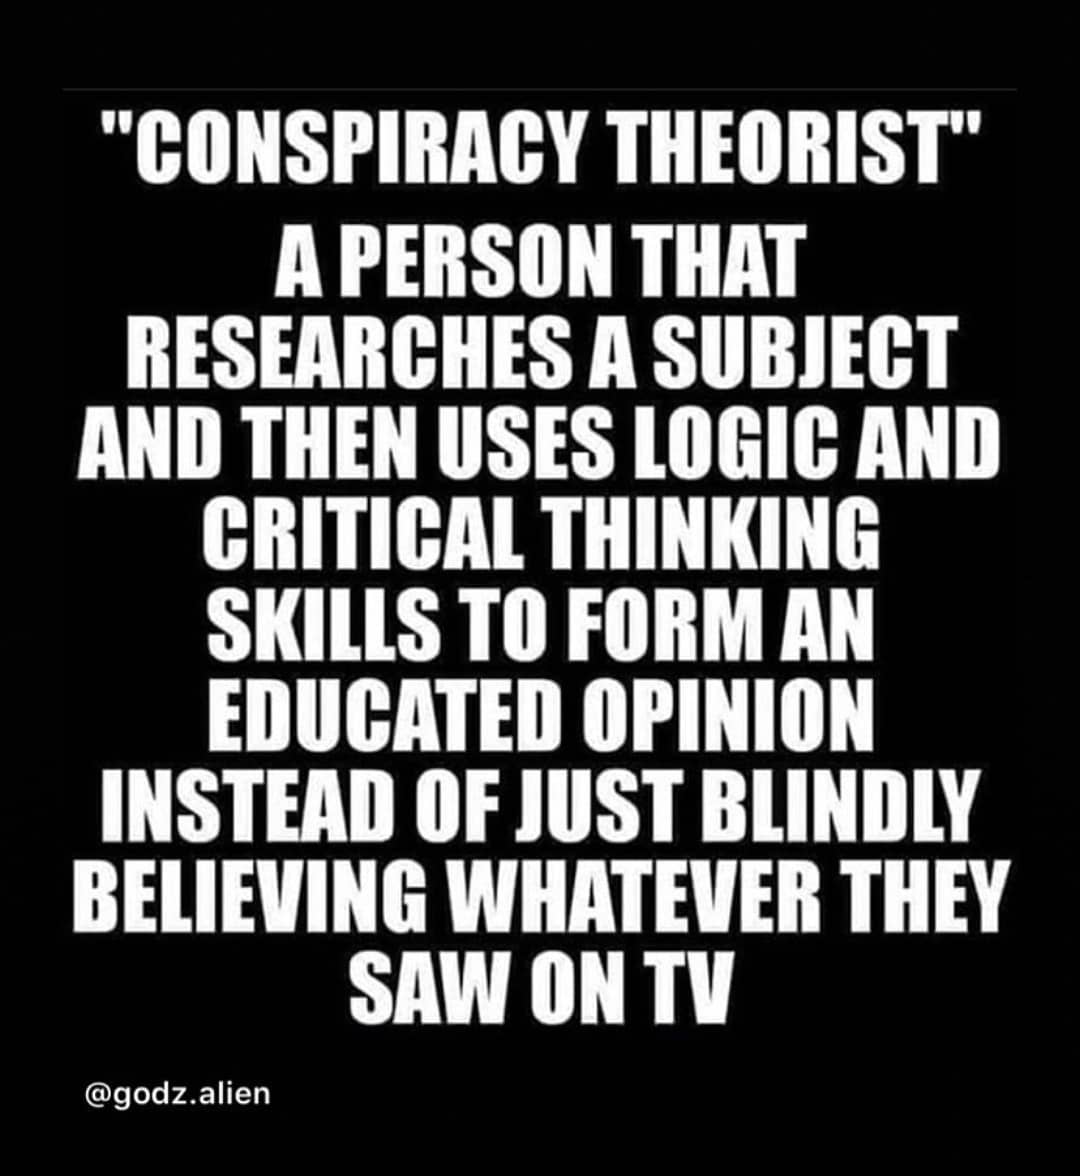 "CONSPIRACY THEORIST"
A PERSON THAT
RESEARCHES A SUBJECT
AND THEN USES LOGIC AND
CRITICAL THINKING
SKILLS TO FORM AN
EDUCATED OPINION
INSTEAD OF JUST BLINDLY
BELIEVING WHATEVER THEY
SAW ON TV
@godz.alien